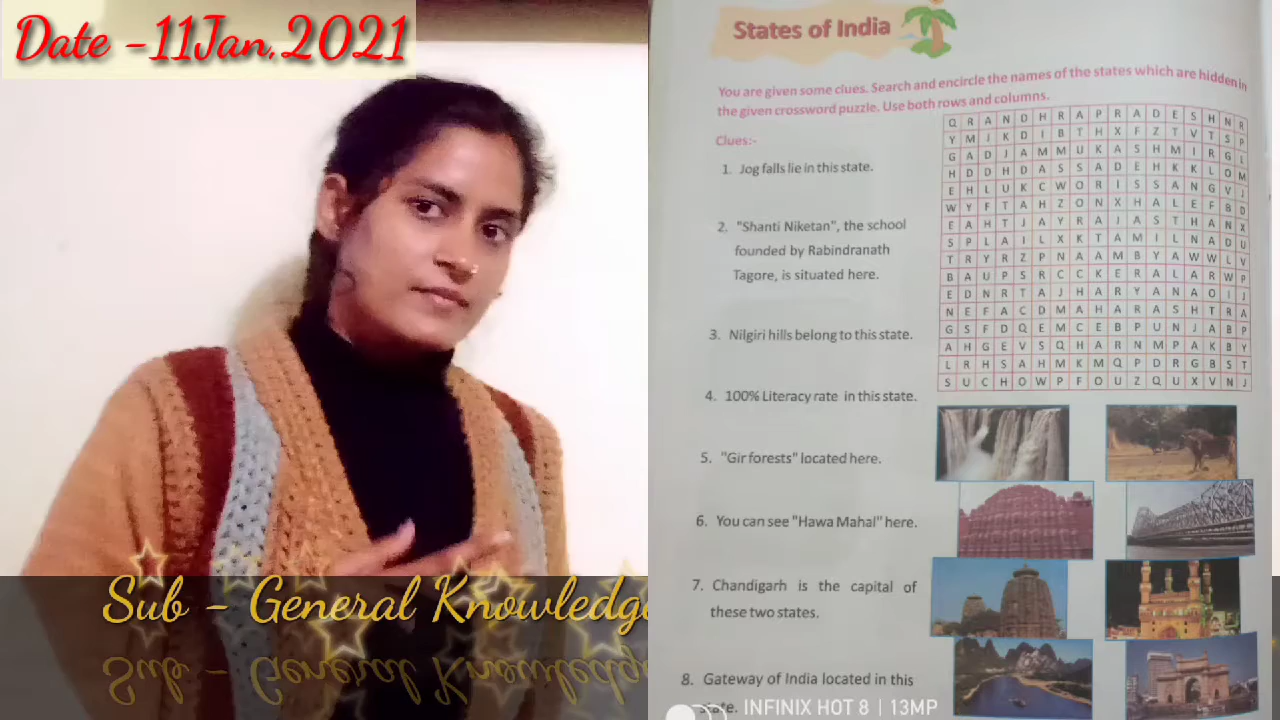 Date -11Jan.2021
Sub - General Knowledge
States of India
You are given some clues. Search and encircle the names of the states which are hidden in
the given crossword puzzle. Use both rows and columns.
Clues:-
1. Jog falls lie in this state.
2. "Shanti Niketan", the school
founded by Rabindranath
Tagore, is situated here.
3. Nilgiri hills belong to this state.
4. 100% Literacy rate in this state.
5. "Gir forests" located here.
6. You can see "Hawa Mahal" here.
7. Chandigarh is the capital of
these two states.
8. Gateway of India located in this
state.
Q R A N D H R A P R A D E S H N R
Y M I K D I B T H X F Z T V T S P
G A D J A M M U K A S H M I R G L
H D D H D A S S A D E H K K L O M
E H L U K C W O R I S S A N G V J
W Y F T A H Z O N X H A L E F B D
E A H T J A Y R A J A S T H A N X
S P L A I L X K T A M I L N A D U
T R Y R Z P N A A M B Y A W W L V
B A U P S R C C K E R A L A R W P
E D N R T A J H A R Y A N A O I J
N E F A C D M A H A R A S H T R A
G S F D Q E M C E B P U N J A B P
A H G E V S Q H A R N M P A K B Y
L R H S A H M K M Q P D R G B S T
S U C H O W P F O U Z Q U X V N J
INFINIX HOT 8 | 13MP